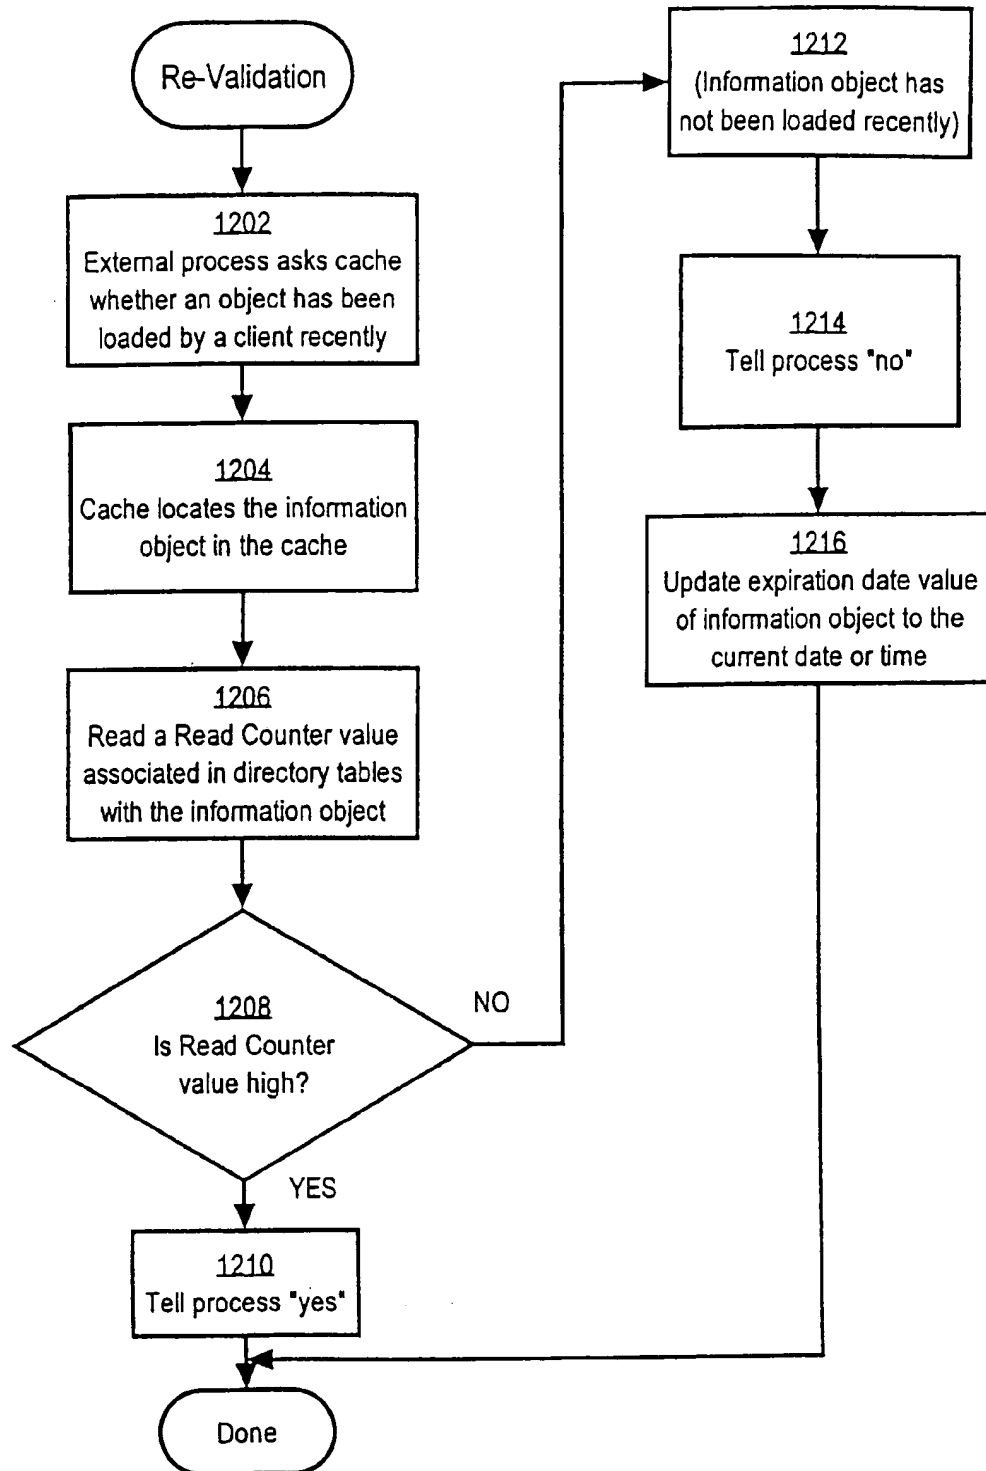 Re-Validation
1202
External process asks cache
whether an object has been
loaded by a client recently
1204
Cache locates the information
object in the cache
1206
Read a Read Counter value
associated in directory tables
with the information object
1208
Is Read Counter
value high?
NO
YES
1210
Tell process "yes"
Done
1212
(Information object has
not been loaded recently)
1214
Tell process "no"
1216
Update expiration date value
of information object to the
current date or time